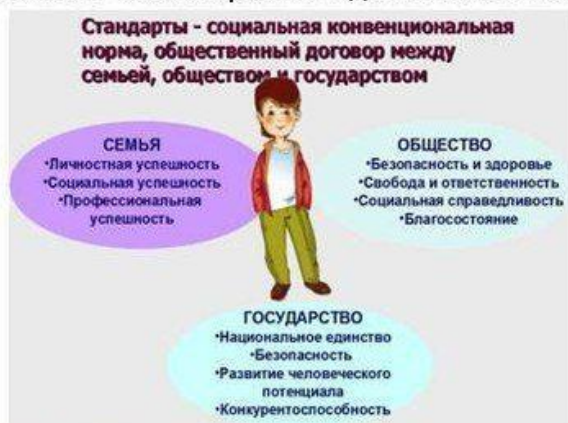 Стандарты - социальная конвенциональная
норма, общественный договор между
семьей, обществом и государством
СЕМЬЯ
•Личностная успешность
•Социальная успешность
•Профессиональная
успешность
ОБЩЕСТВО
•Безопасность и здоровье
•Свобода и ответственность
•Социальная справедливость
•Благосостояние
ГОСУДАРСТВО
•Национальное единство
•Безопасность
•Развитие человеческого
потенциала
•Конкурентоспособность